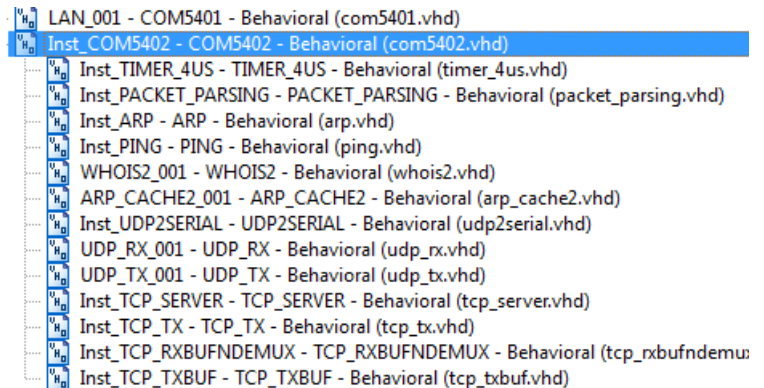 LAN_001 - COM5401 - Behavioral (com5401.vhd)
Inst_COM5402 - COM5402 - Behavioral (com5402.vhd)
Inst_TIMER_4US - TIMER_4US - Behavioral (timer_4us.vhd)
Inst_PACKET_PARSING - PACKET_PARSING - Behavioral (packet_parsing.vhd)
Inst_ARP - ARP - Behavioral (arp.vhd)
Inst_PING - PING - Behavioral (ping.vhd)
WHOIS2_001 - WHOIS2 - Behavioral (whois2.vhd)
ARP_CACHE2_001 - ARP_CACHE2 - Behavioral (arp_cache2.vhd)
Inst_UDP2SERIAL - UDP2SERIAL - Behavioral (udp2serial.vhd)
UDP_RX_001 - UDP_RX - Behavioral (udp_rx.vhd)
UDP_TX_001 - UDP_TX - Behavioral (udp_tx.vhd)
Inst_TCP_SERVER - TCP_SERVER - Behavioral (tcp_server.vhd)
Inst_TCP_TX - TCP_TX - Behavioral (tcp_tx.vhd)
Inst_TCP_RXBUFNDEMUX - TCP_RXBUFNDEMUX - Behavioral (tcp_rxbufndemu
Inst_TCP_TXBUF - TCP_TXBUF - Behavioral (tcp_txbuf.vhd)